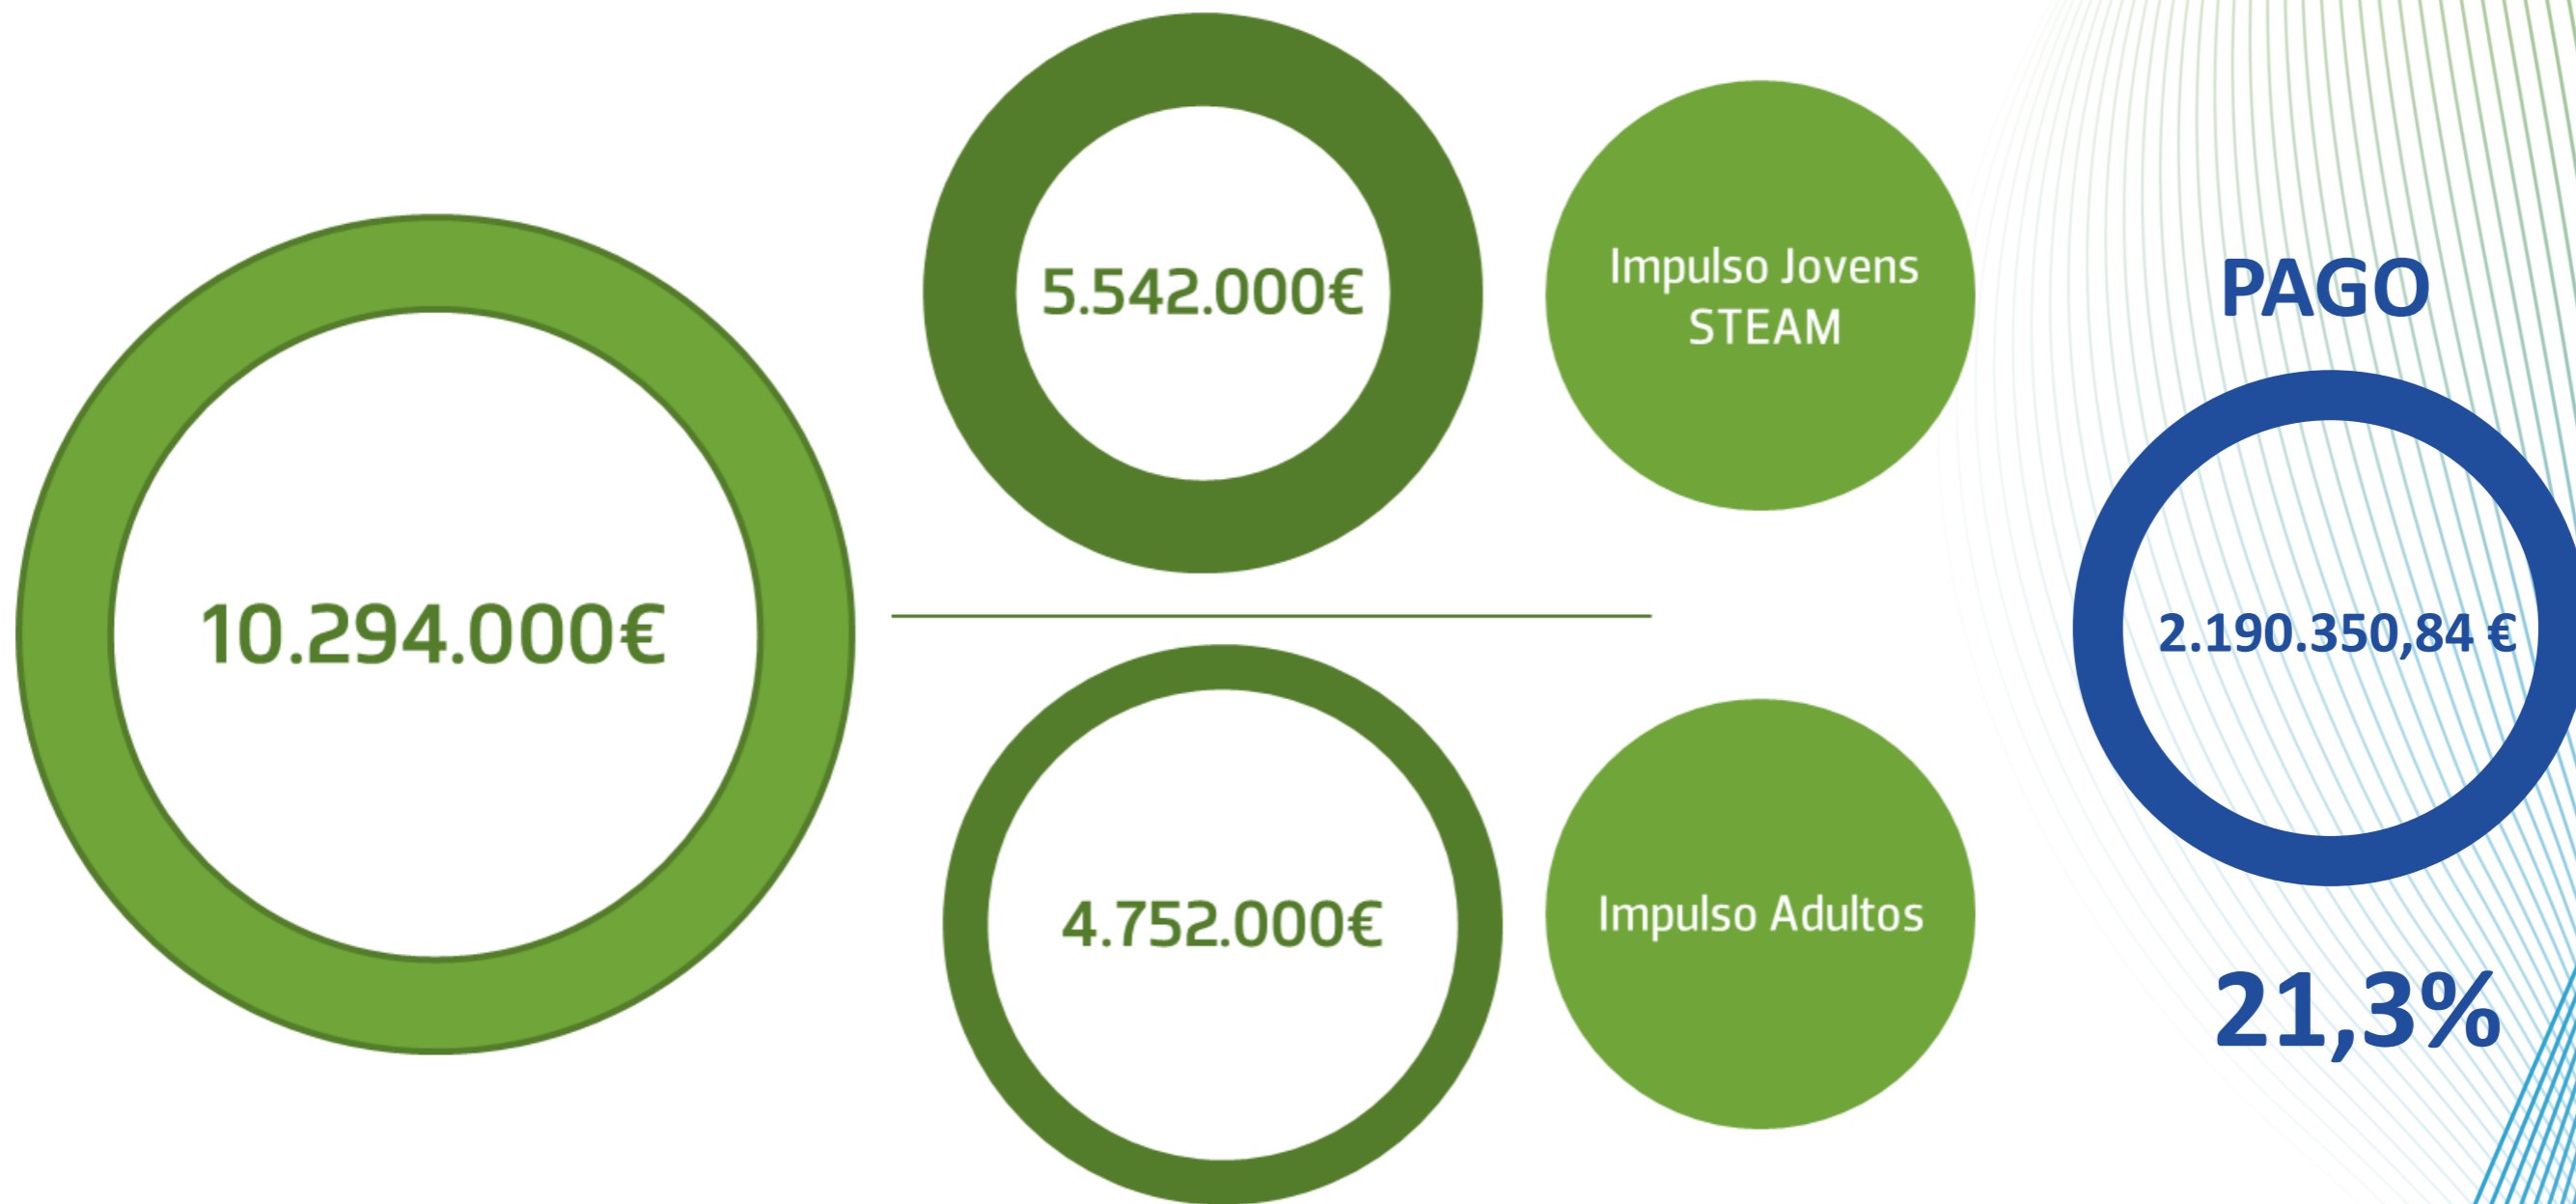 10.294.000€
5.542.000€
Impulso Jovens
STEAM
4.752.000€
Impulso Adultos
PAGO
2.190.350,84 €
21,3%